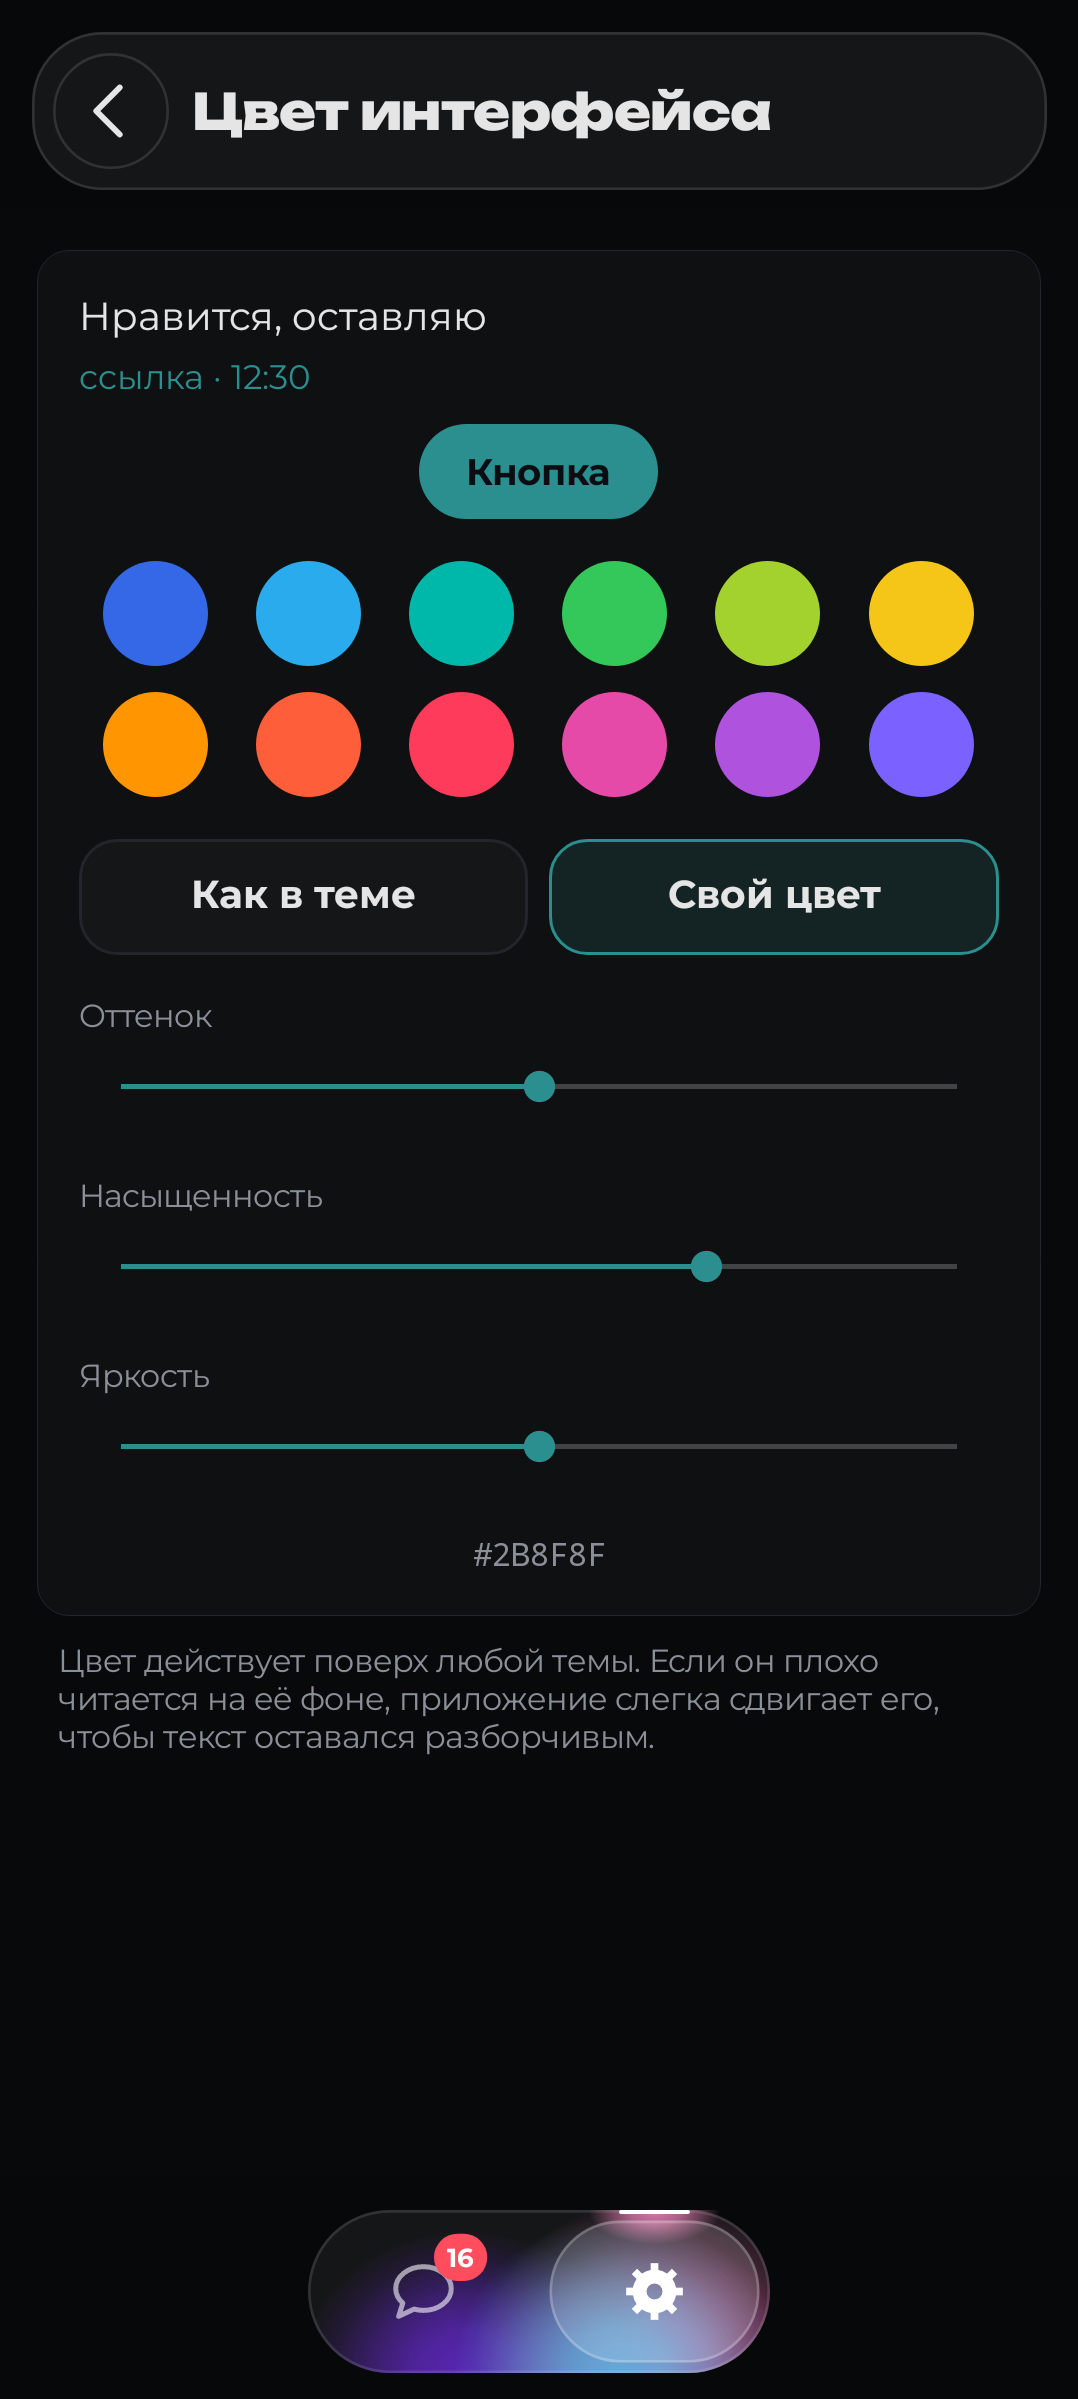 Цвет интерфейса
Нравится, оставляю
ссылка · 12:30
Кнопка
Как в теме
Свой цвет
Оттенок
Насыщенность
Яркость
#2B8F8F
Цвет действует поверх любой темы. Если он плохо
читается на её фоне, приложение слегка сдвигает его,
чтобы текст оставался разборчивым.
16